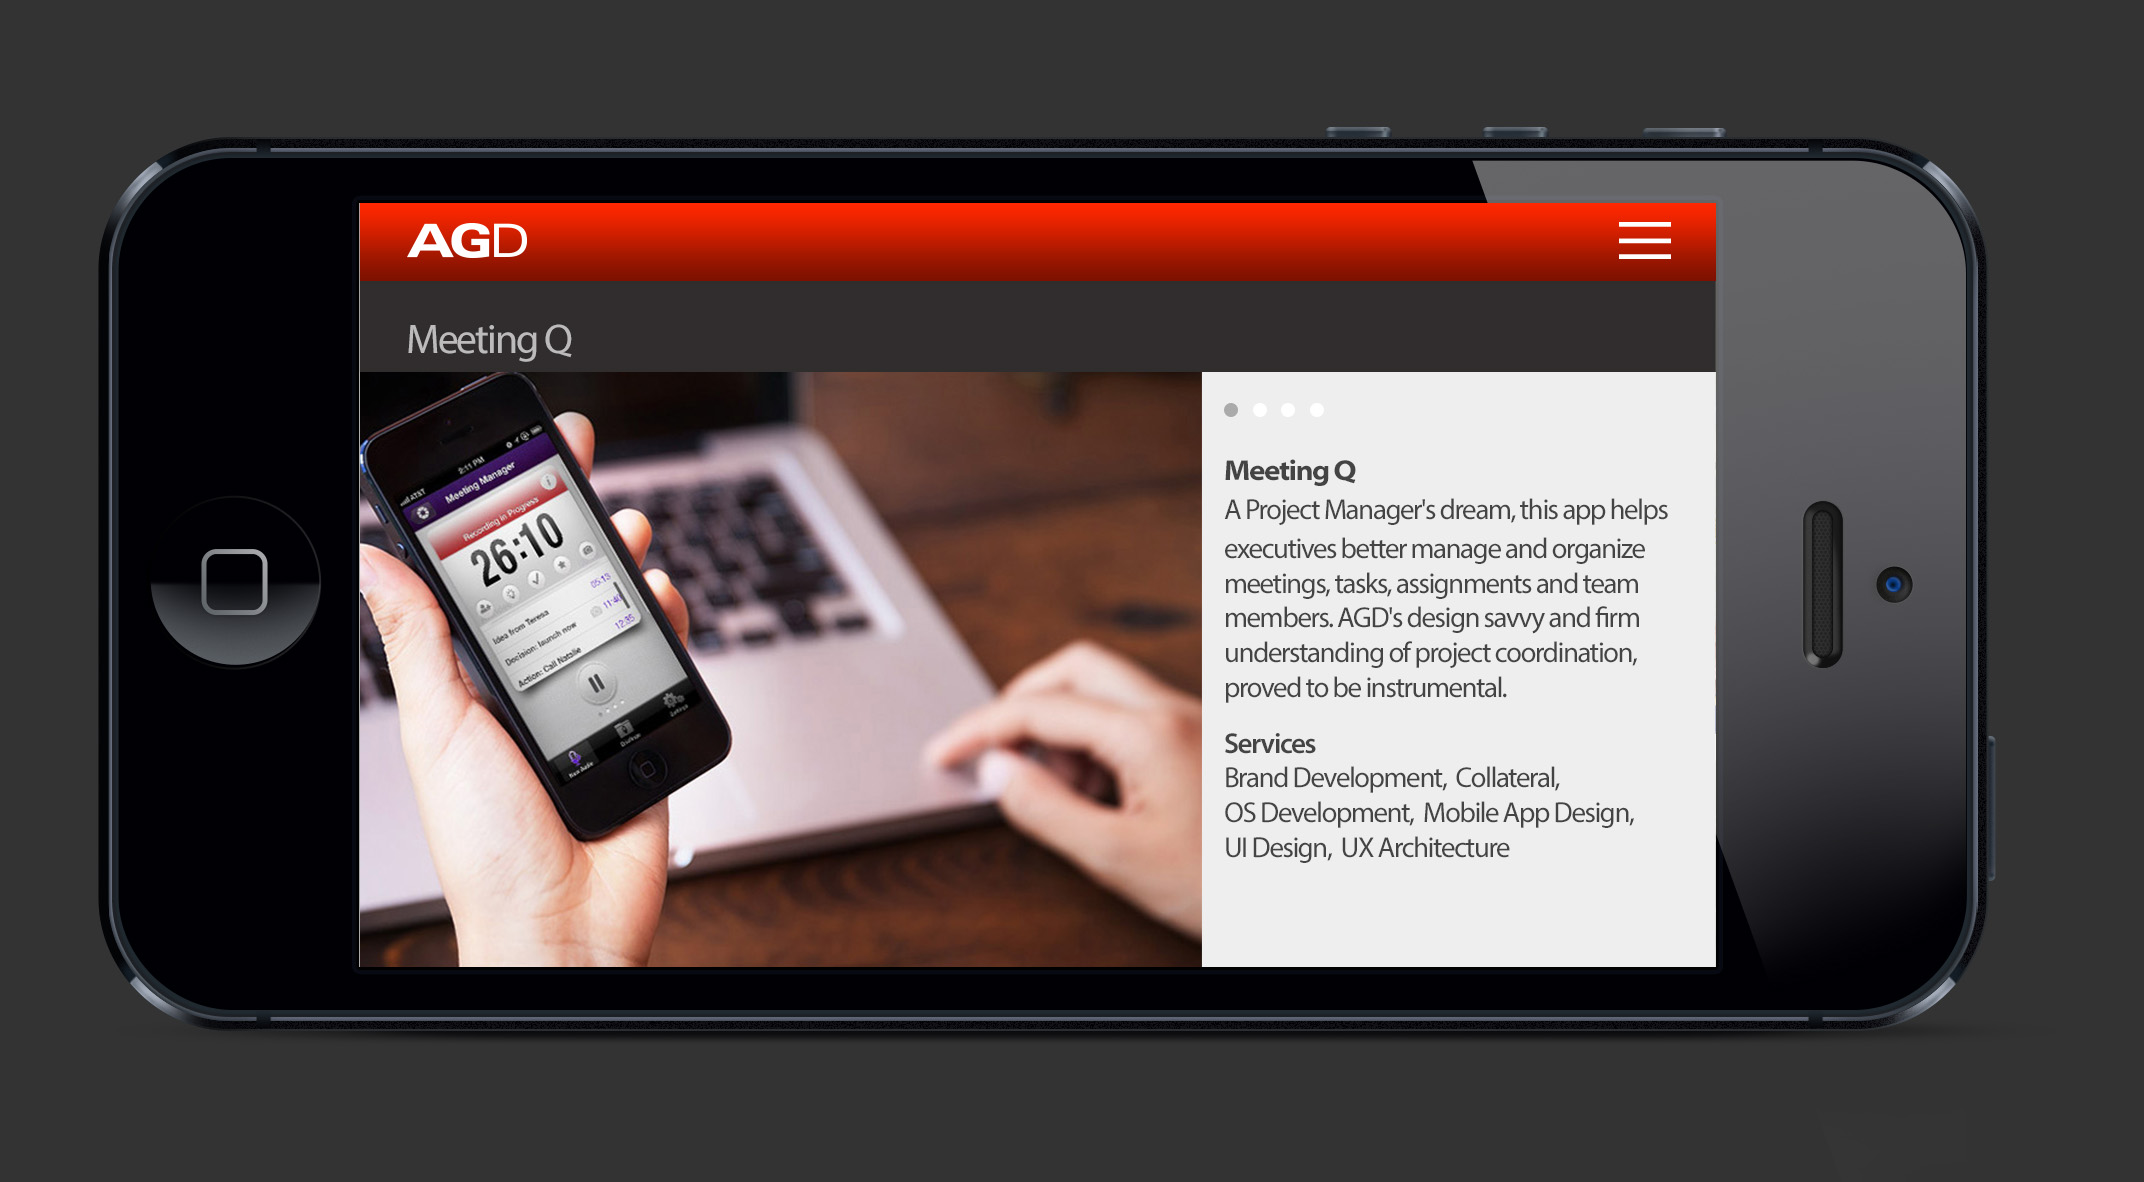 AGD
Meeting Q
AT&T
2:11 PM
Meeting Manager
Recording in Progress
26:10
Idea from Teresa
05:13
Decision: launch now
11:40
Action: Call Natalie
12:35
Meeting Q
A Project Manager's dream, this app helps
executives better manage and organize
meetings, tasks, assignments and team
members. AGD's design savvy and firm
understanding of project coordination,
proved to be instrumental.
Services
Brand Development, Collateral,
OS Development, Mobile App Design,
UI Design, UX Architecture